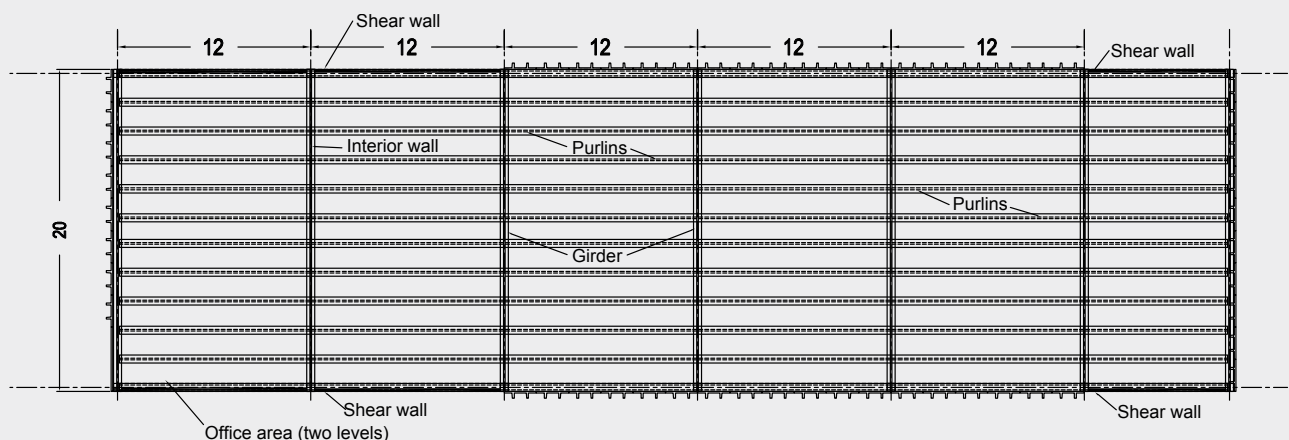 Shear wall
12 12 12 12 12
Shear wall
Interior wall
Purlins
Purlins
20
Girder
Shear wall
Shear wall
Office area (two levels)